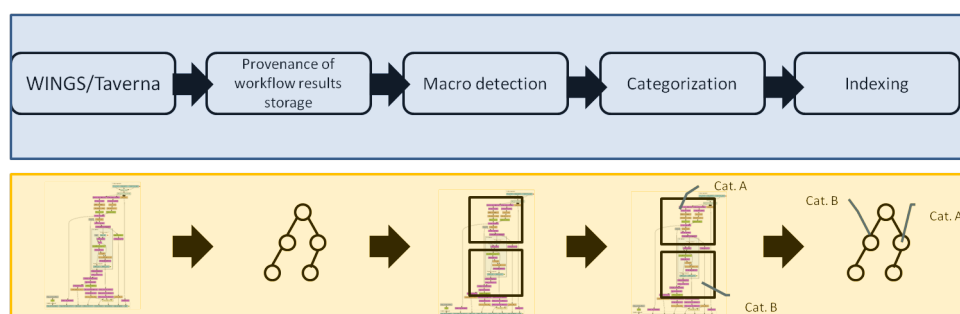 WINGS/Taverna
Provenance of
workflow results
storage
Macro detection
Categorization
Indexing
Cat. A
Cat. B
Cat. B
Cat. A